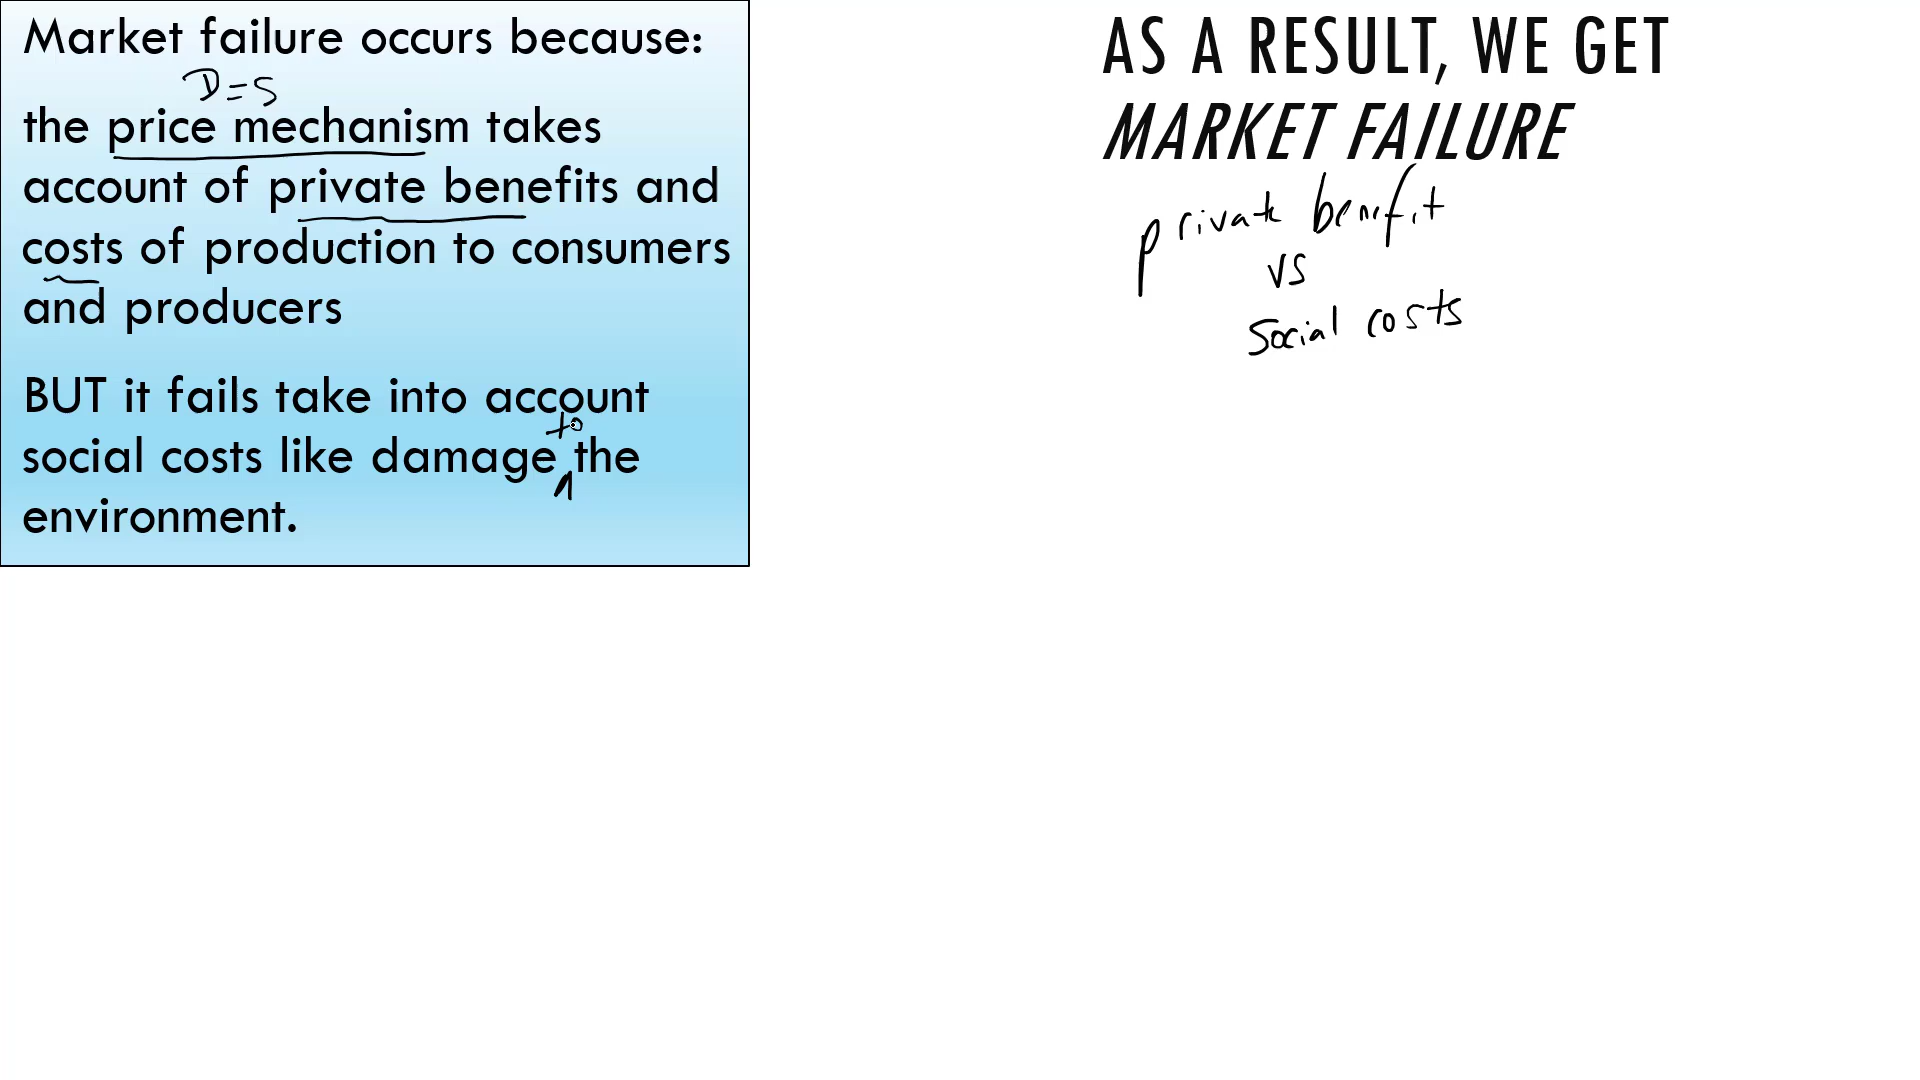 Market failure occurs because:
D=S
the price mechanism takes
account of private benefits and
costs of production to consumers
and producers
BUT it fails take into account
to
social costs like damage the
environment.
AS A RESULT, WE GET
MARKET FAILURE
private benefit
vs
social costs